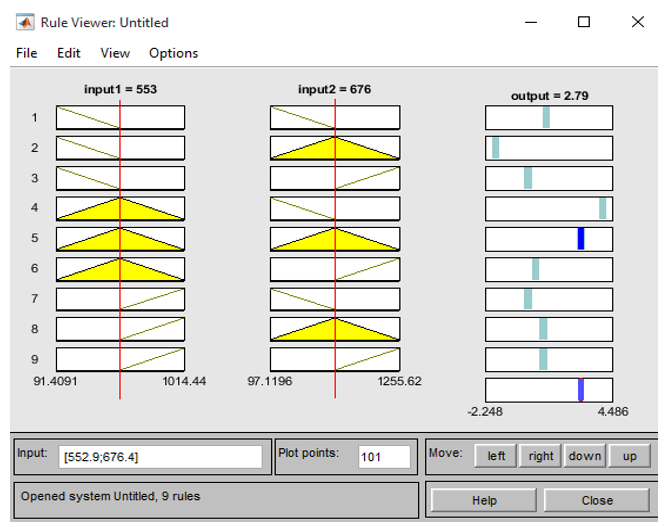 Rule Viewer: Untitled
File Edit View Options
input1 = 553 input2 = 676 output = 2.79
1
2
3
4
5
6
7
8
9
91.4091 1014.44 97.1196 1255.62
-2.248 4.486
Input: [552.9;676.4] Plot points: 101 Move: left right down up
Opened system Untitled, 9 rules Help Close